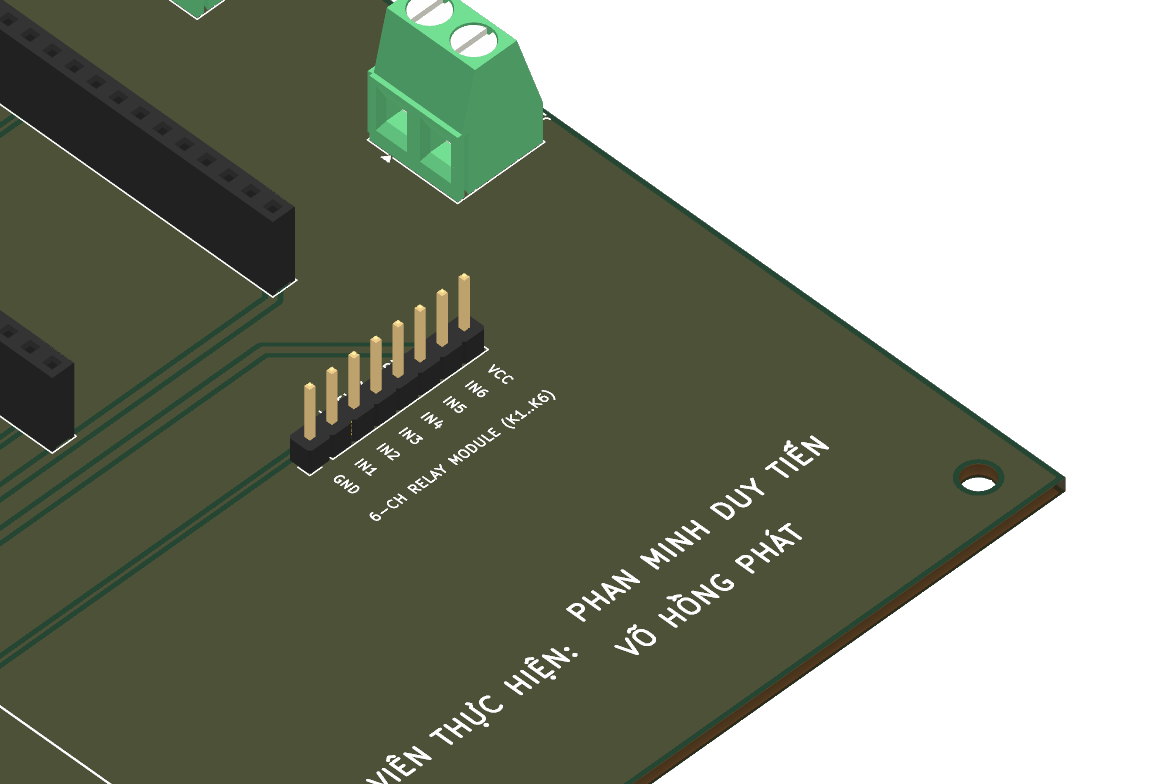 GND
IN1
IN2
IN3
IN4
IN5
IN6
VCC
6-CH RELAY MODULE (K1..K6)
VIÊN THỰC HIỆN: PHAN MINH DUY TIẾN
VÕ HỒNG PHÁT